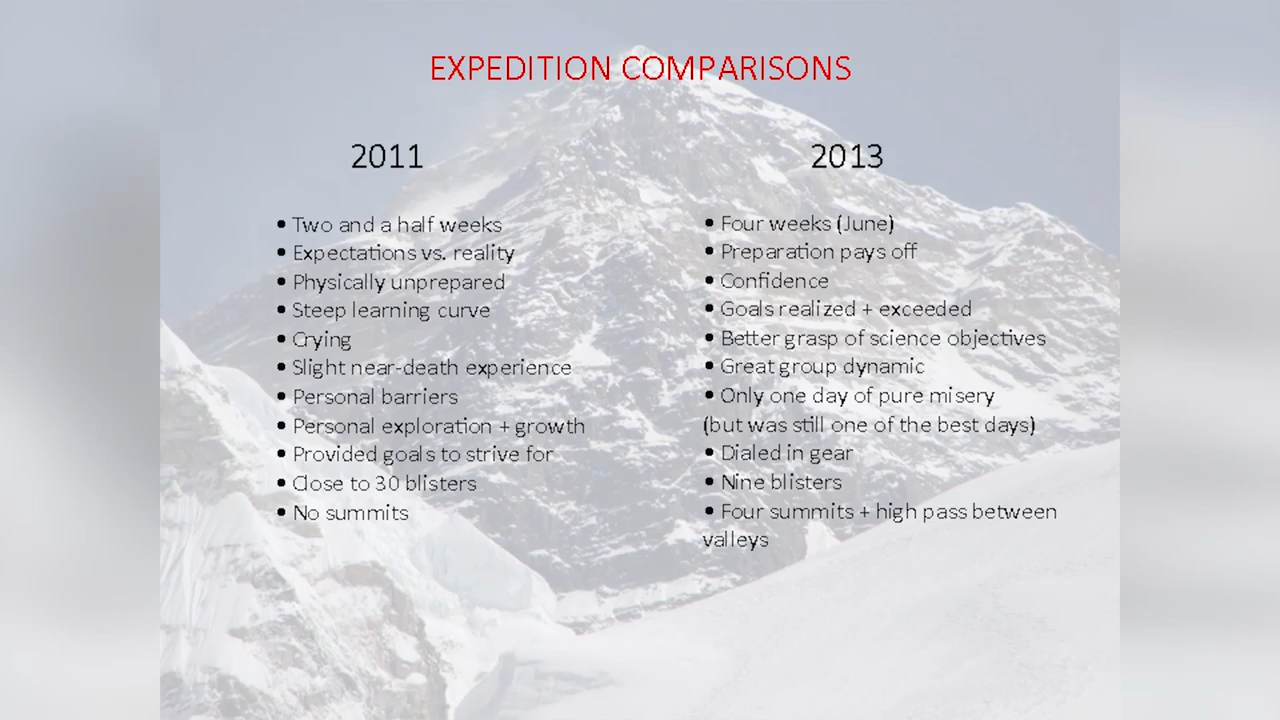 EXPEDITION COMPARISONS
2011
• Two and a half weeks
• Expectations vs. reality
• Physically unprepared
• Steep learning curve
• Crying
• Slight near-death experience
• Personal barriers
• Personal exploration + growth
• Provided goals to strive for
• Close to 30 blisters
• No summits
2013
• Four weeks (June)
• Preparation pays off
• Confidence
• Goals realized + exceeded
• Better grasp of science objectives
• Great group dynamic
• Only one day of pure misery
(but was still one of the best days)
• Dialed in gear
• Nine blisters
• Four summits + high pass between
valleys